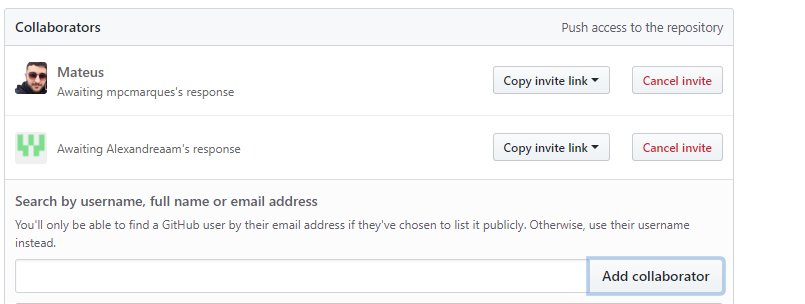 Collaborators Push access to the repository
Mateus
Awaiting mpcmarques's response Copy invite link Cancel invite
Awaiting Alexandreaam's response Copy invite link Cancel invite
Search by username, full name or email address
You'll only be able to find a GitHub user by their email address if they've chosen to list it publicly. Otherwise, use their username
instead.
Add collaborator